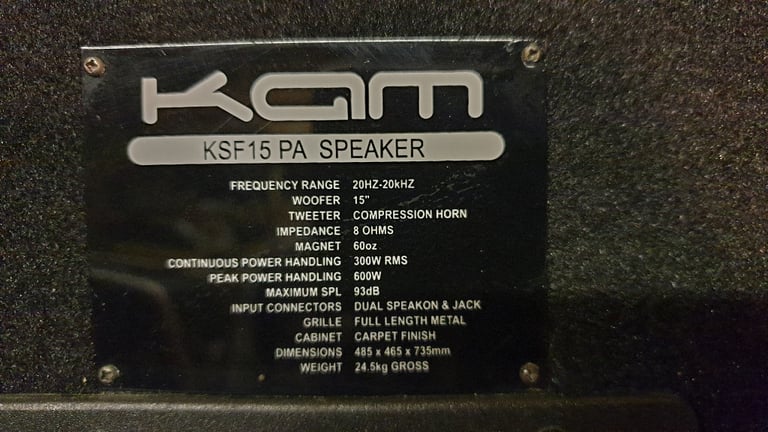 KAM
KSF15 PA SPEAKER
FREQUENCY RANGE 20HZ-20kHZ
WOOFER 15"
TWEETER COMPRESSION HORN
IMPEDANCE 8 OHMS
MAGNET 60oz
CONTINUOUS POWER HANDLING 300W RMS
PEAK POWER HANDLING 600W
MAXIMUM SPL 93dB
INPUT CONNECTORS DUAL SPEAKON & JACK
GRILLE FULL LENGTH METAL
CABINET CARPET FINISH
DIMENSIONS 485 x 465 x 735mm
WEIGHT 24.5kg GROSS